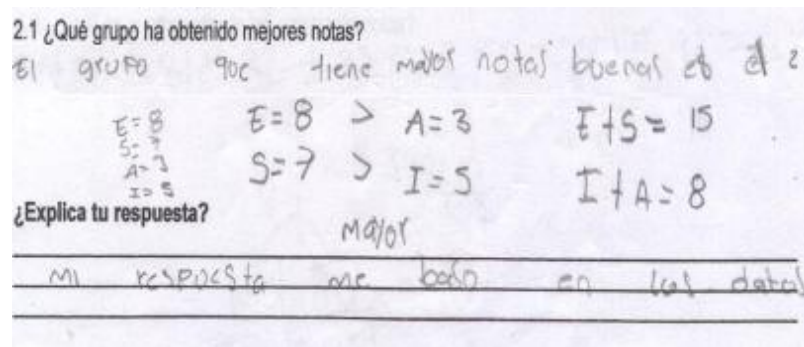 2.1 ¿Qué grupo ha obtenido mejores notas?
El grupo que tiene mayor notas buenas es el 2
E=8 E=8 > A=3 E+S= 15
S=7
A=3 S=7 > I=5 I+A=8
I=5
¿Explica tu respuesta?
mayor
mi respuesta me baso en los datos